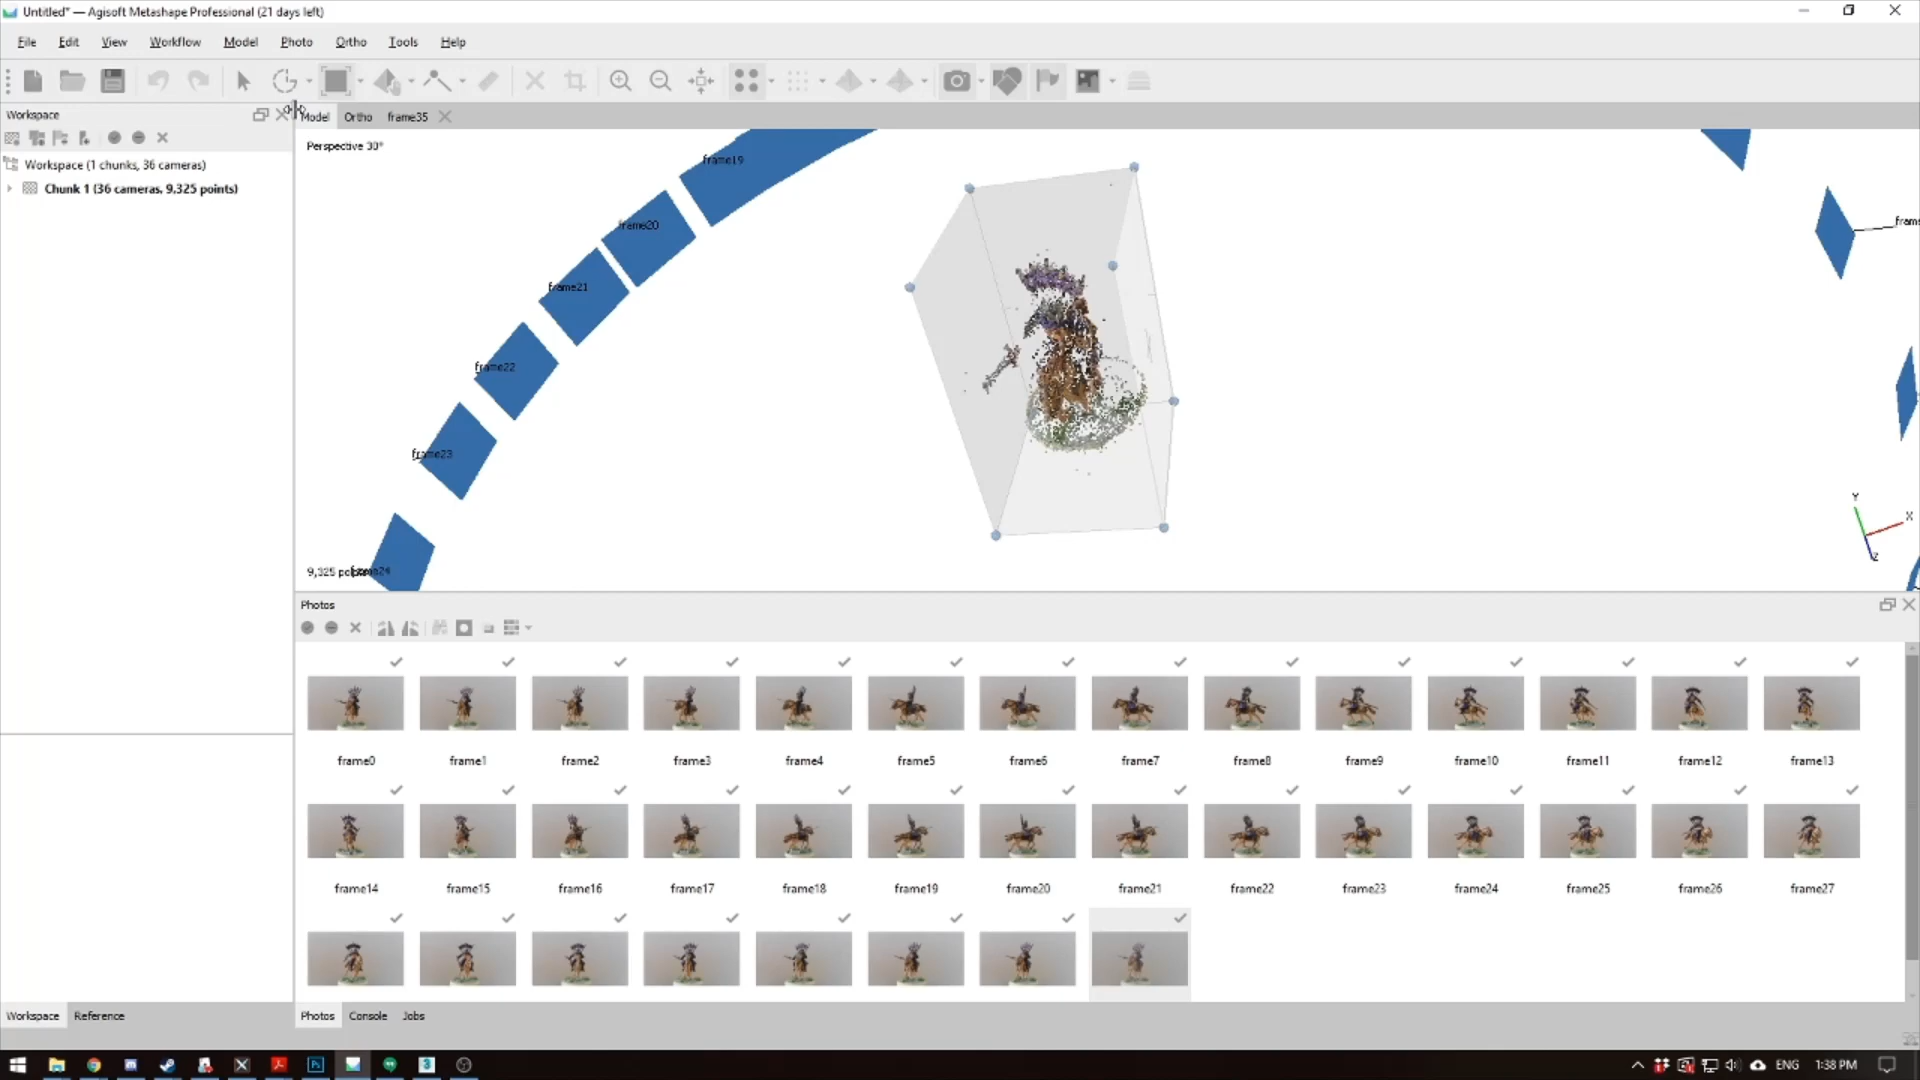 Untitled* — Agisoft Metashape Professional (21 days left)
File Edit View Workflow Model Photo Ortho Tools Help
Workspace
Model Ortho frame35
Workspace (1 chunks, 36 cameras)
Chunk 1 (36 cameras, 9,325 points)
Perspective 30°
frame19
frame20
frame21
frame22
frame23
frame24
9,325
Y
X
Z
Photos
frame0 frame1 frame2 frame3 frame4 frame5 frame6 frame7 frame8 frame9 frame10 frame11 frame12 frame13
frame14 frame15 frame16 frame17 frame18 frame19 frame20 frame21 frame22 frame23 frame24 frame25 frame26 frame27
Workspace Reference Photos Console Jobs
ENG 1:38 PM